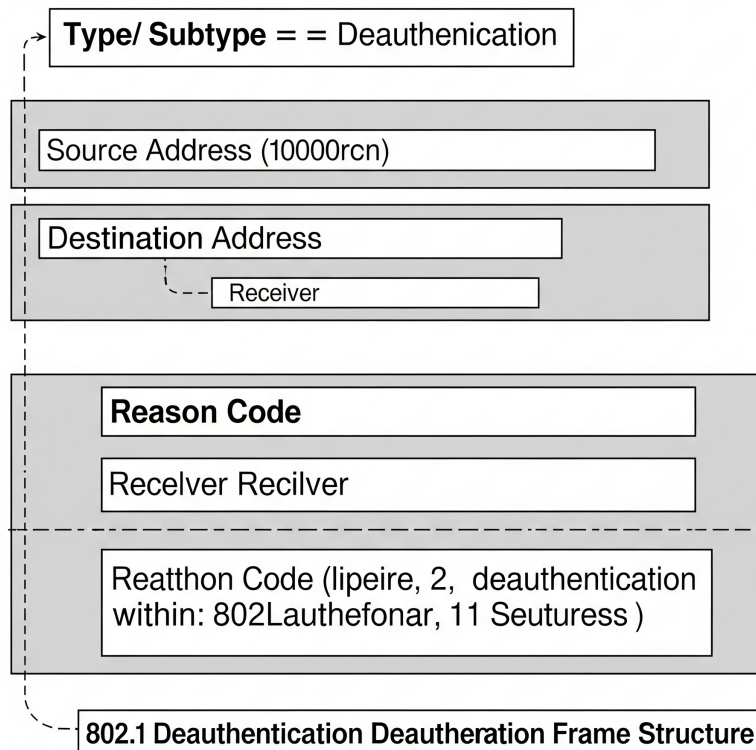 Type/ Subtype = = Deauthenication
Source Address (10000rcn)
Destination Address
Receiver
Reason Code
Recelver Recilver
Reatthon Code (lipeire, 2, deauthentication
within: 802Lauthefonar, 11 Seuturess )
802.1 Deauthentication Deautheration Frame Structure